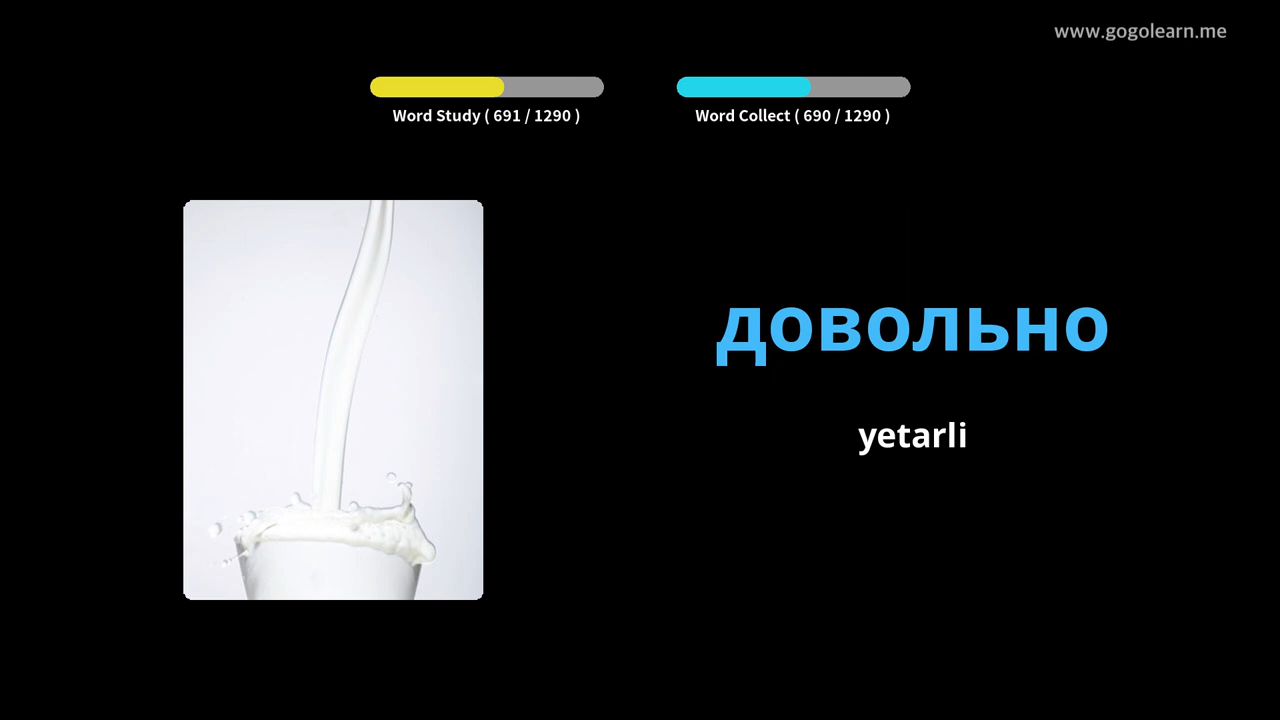 www.gogolearn.me
Word Study ( 691 / 1290 )
Word Collect ( 690 / 1290 )
довольно
yetarli